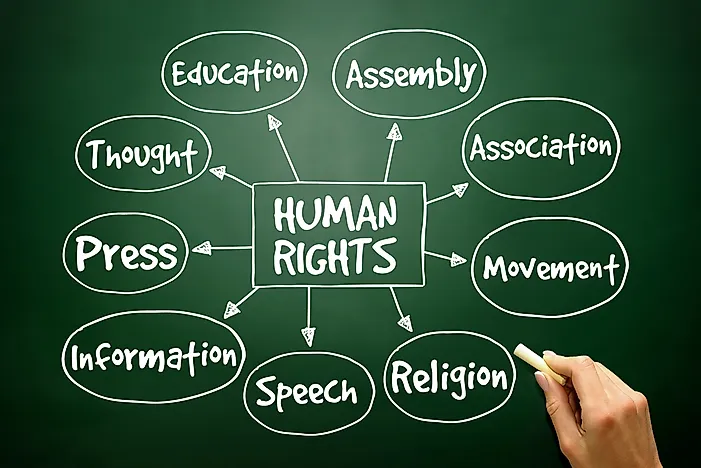 Education
Assembly
Thought
Association
HUMAN
RIGHTS
Press
Movement
Information
Speech
Religion